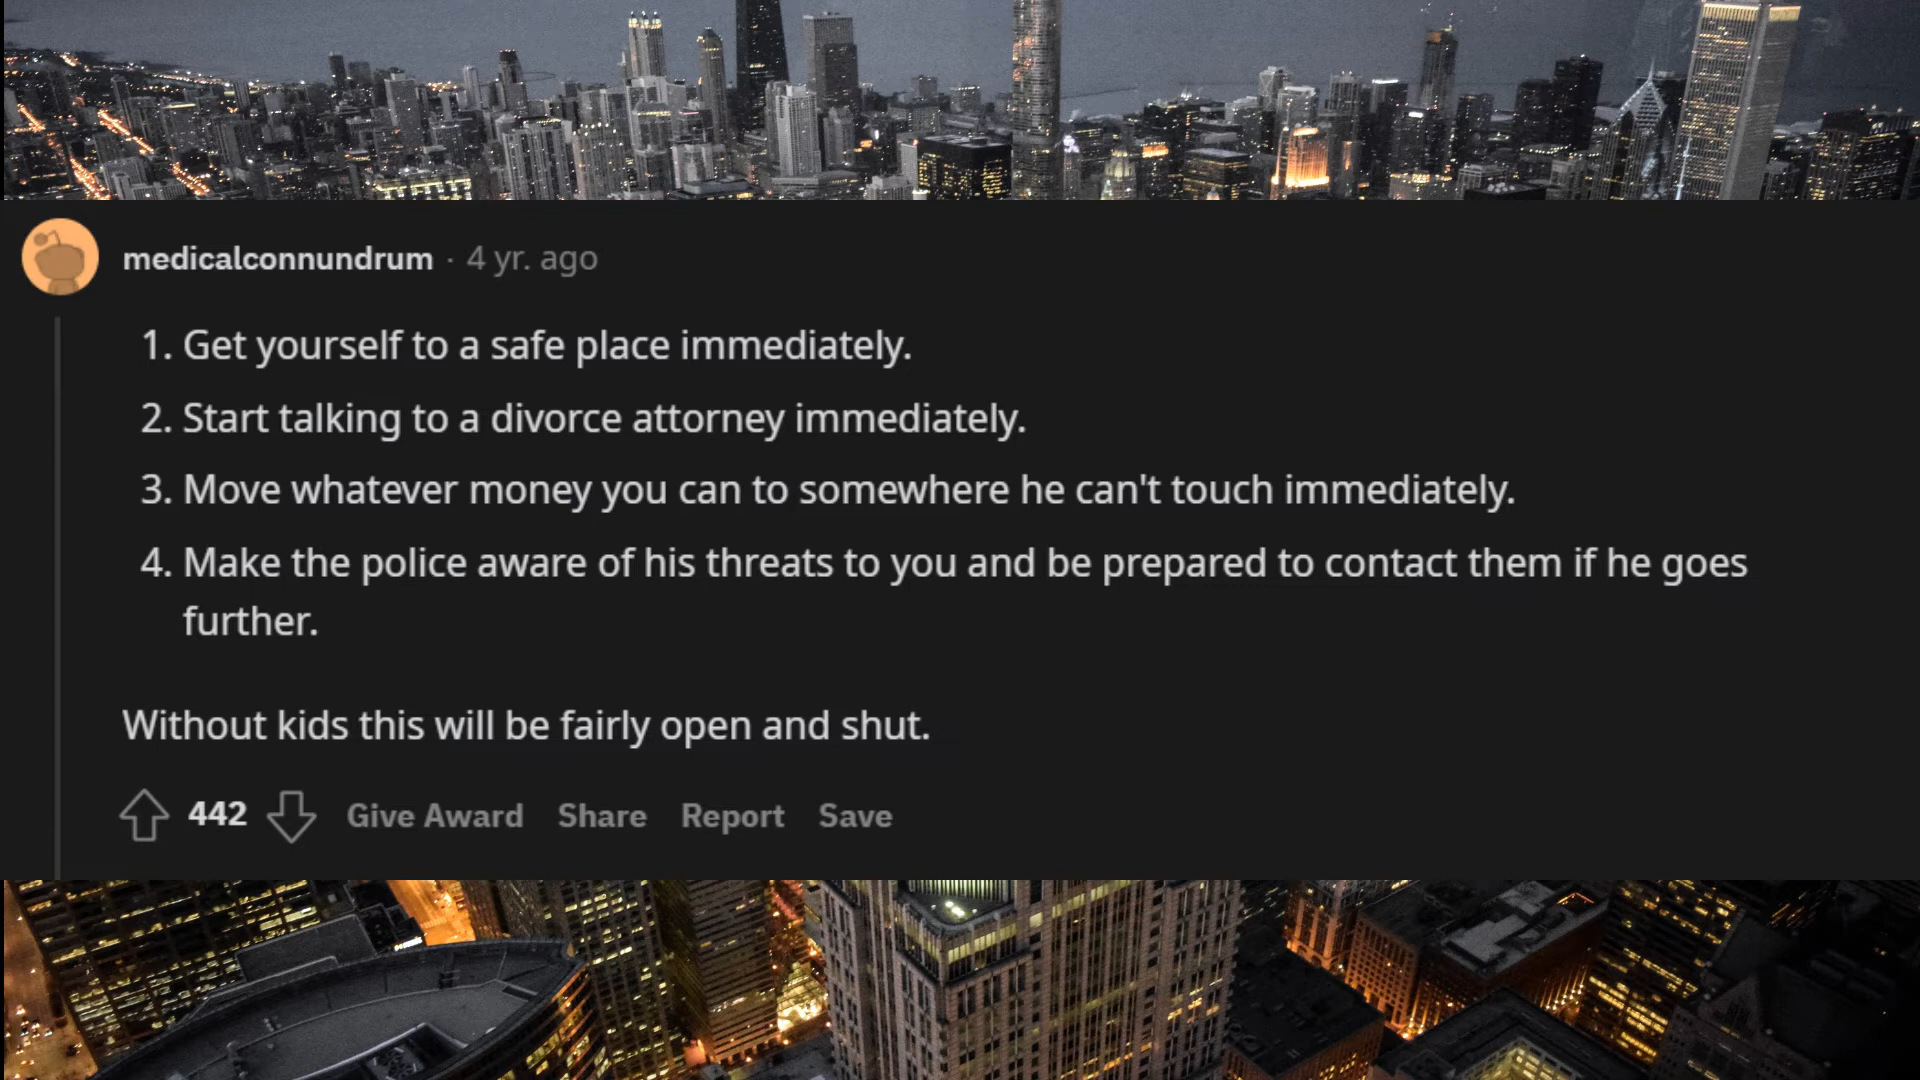 medicalconnundrum · 4 yr. ago
1. Get yourself to a safe place immediately.
2. Start talking to a divorce attorney immediately.
3. Move whatever money you can to somewhere he can't touch immediately.
4. Make the police aware of his threats to you and be prepared to contact them if he goes
further.
Without kids this will be fairly open and shut.
442 Give Award Share Report Save